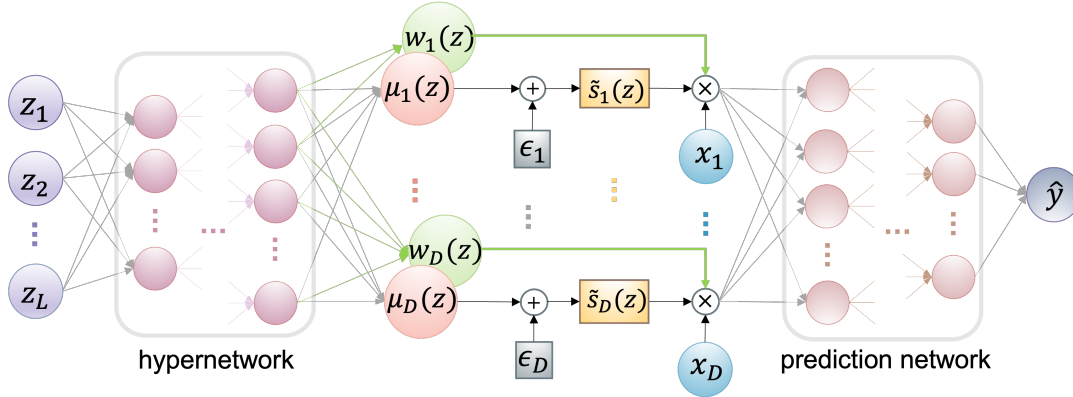 z₁
z₂
z_L
hypernetwork
w₁(z)
μ₁(z)
+
ϵ₁
s̃₁(z)
×
x₁
w_D(z)
μ_D(z)
+
ϵ_D
s̃_D(z)
×
x_D
prediction network
ŷ